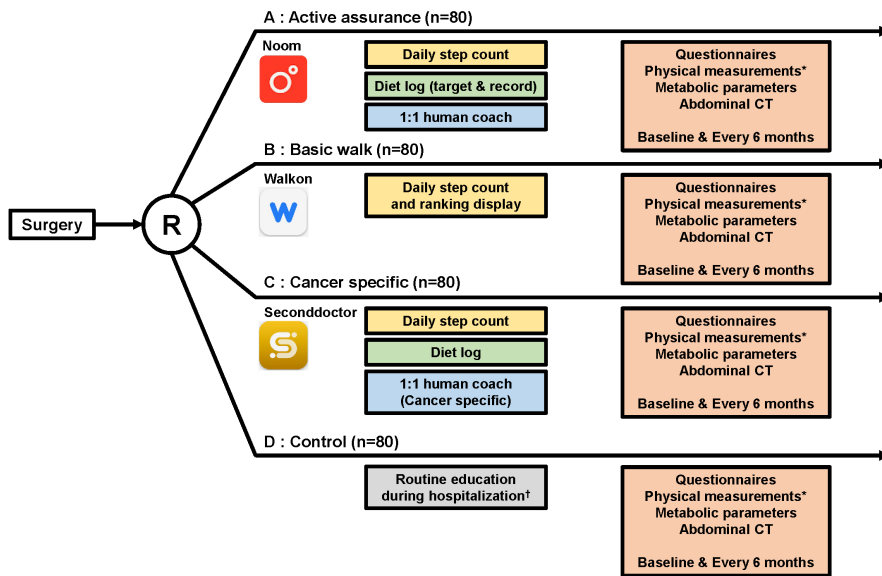 A : Active assurance (n=80)
Noom
Daily step count
Diet log (target & record)
1:1 human coach
Questionnaires
Physical measurements*
Metabolic parameters
Abdominal CT
Baseline & Every 6 months
B : Basic walk (n=80)
Walkon
W
Daily step count
and ranking display
Questionnaires
Physical measurements*
Metabolic parameters
Abdominal CT
Baseline & Every 6 months
Surgery
R
C : Cancer specific (n=80)
Seconddoctor
S
Daily step count
Diet log
1:1 human coach
(Cancer specific)
Questionnaires
Physical measurements*
Metabolic parameters
Abdominal CT
Baseline & Every 6 months
D : Control (n=80)
Routine education
during hospitalization†
Questionnaires
Physical measurements*
Metabolic parameters
Abdominal CT
Baseline & Every 6 months